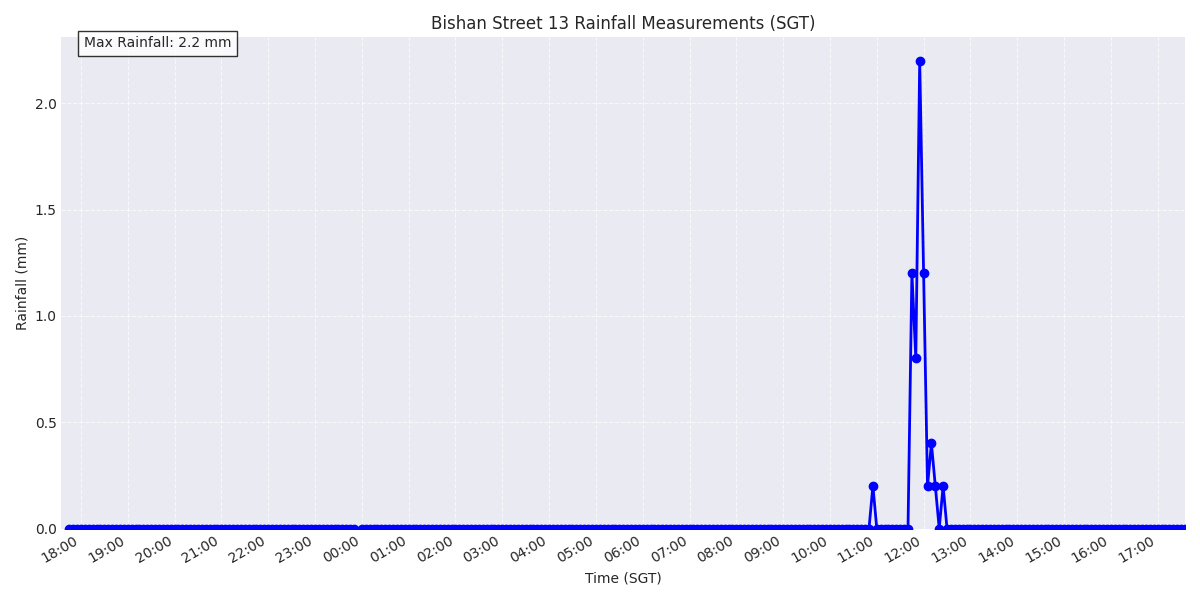 Bishan Street 13 Rainfall Measurements (SGT)
Max Rainfall: 2.2 mm
Rainfall (mm)
2.0
1.5
1.0
0.5
0.0
18:00 19:00 20:00 21:00 22:00 23:00 00:00 01:00 02:00 03:00 04:00 05:00 06:00 07:00 08:00 09:00 10:00 11:00 12:00 13:00 14:00 15:00 16:00 17:00
Time (SGT)